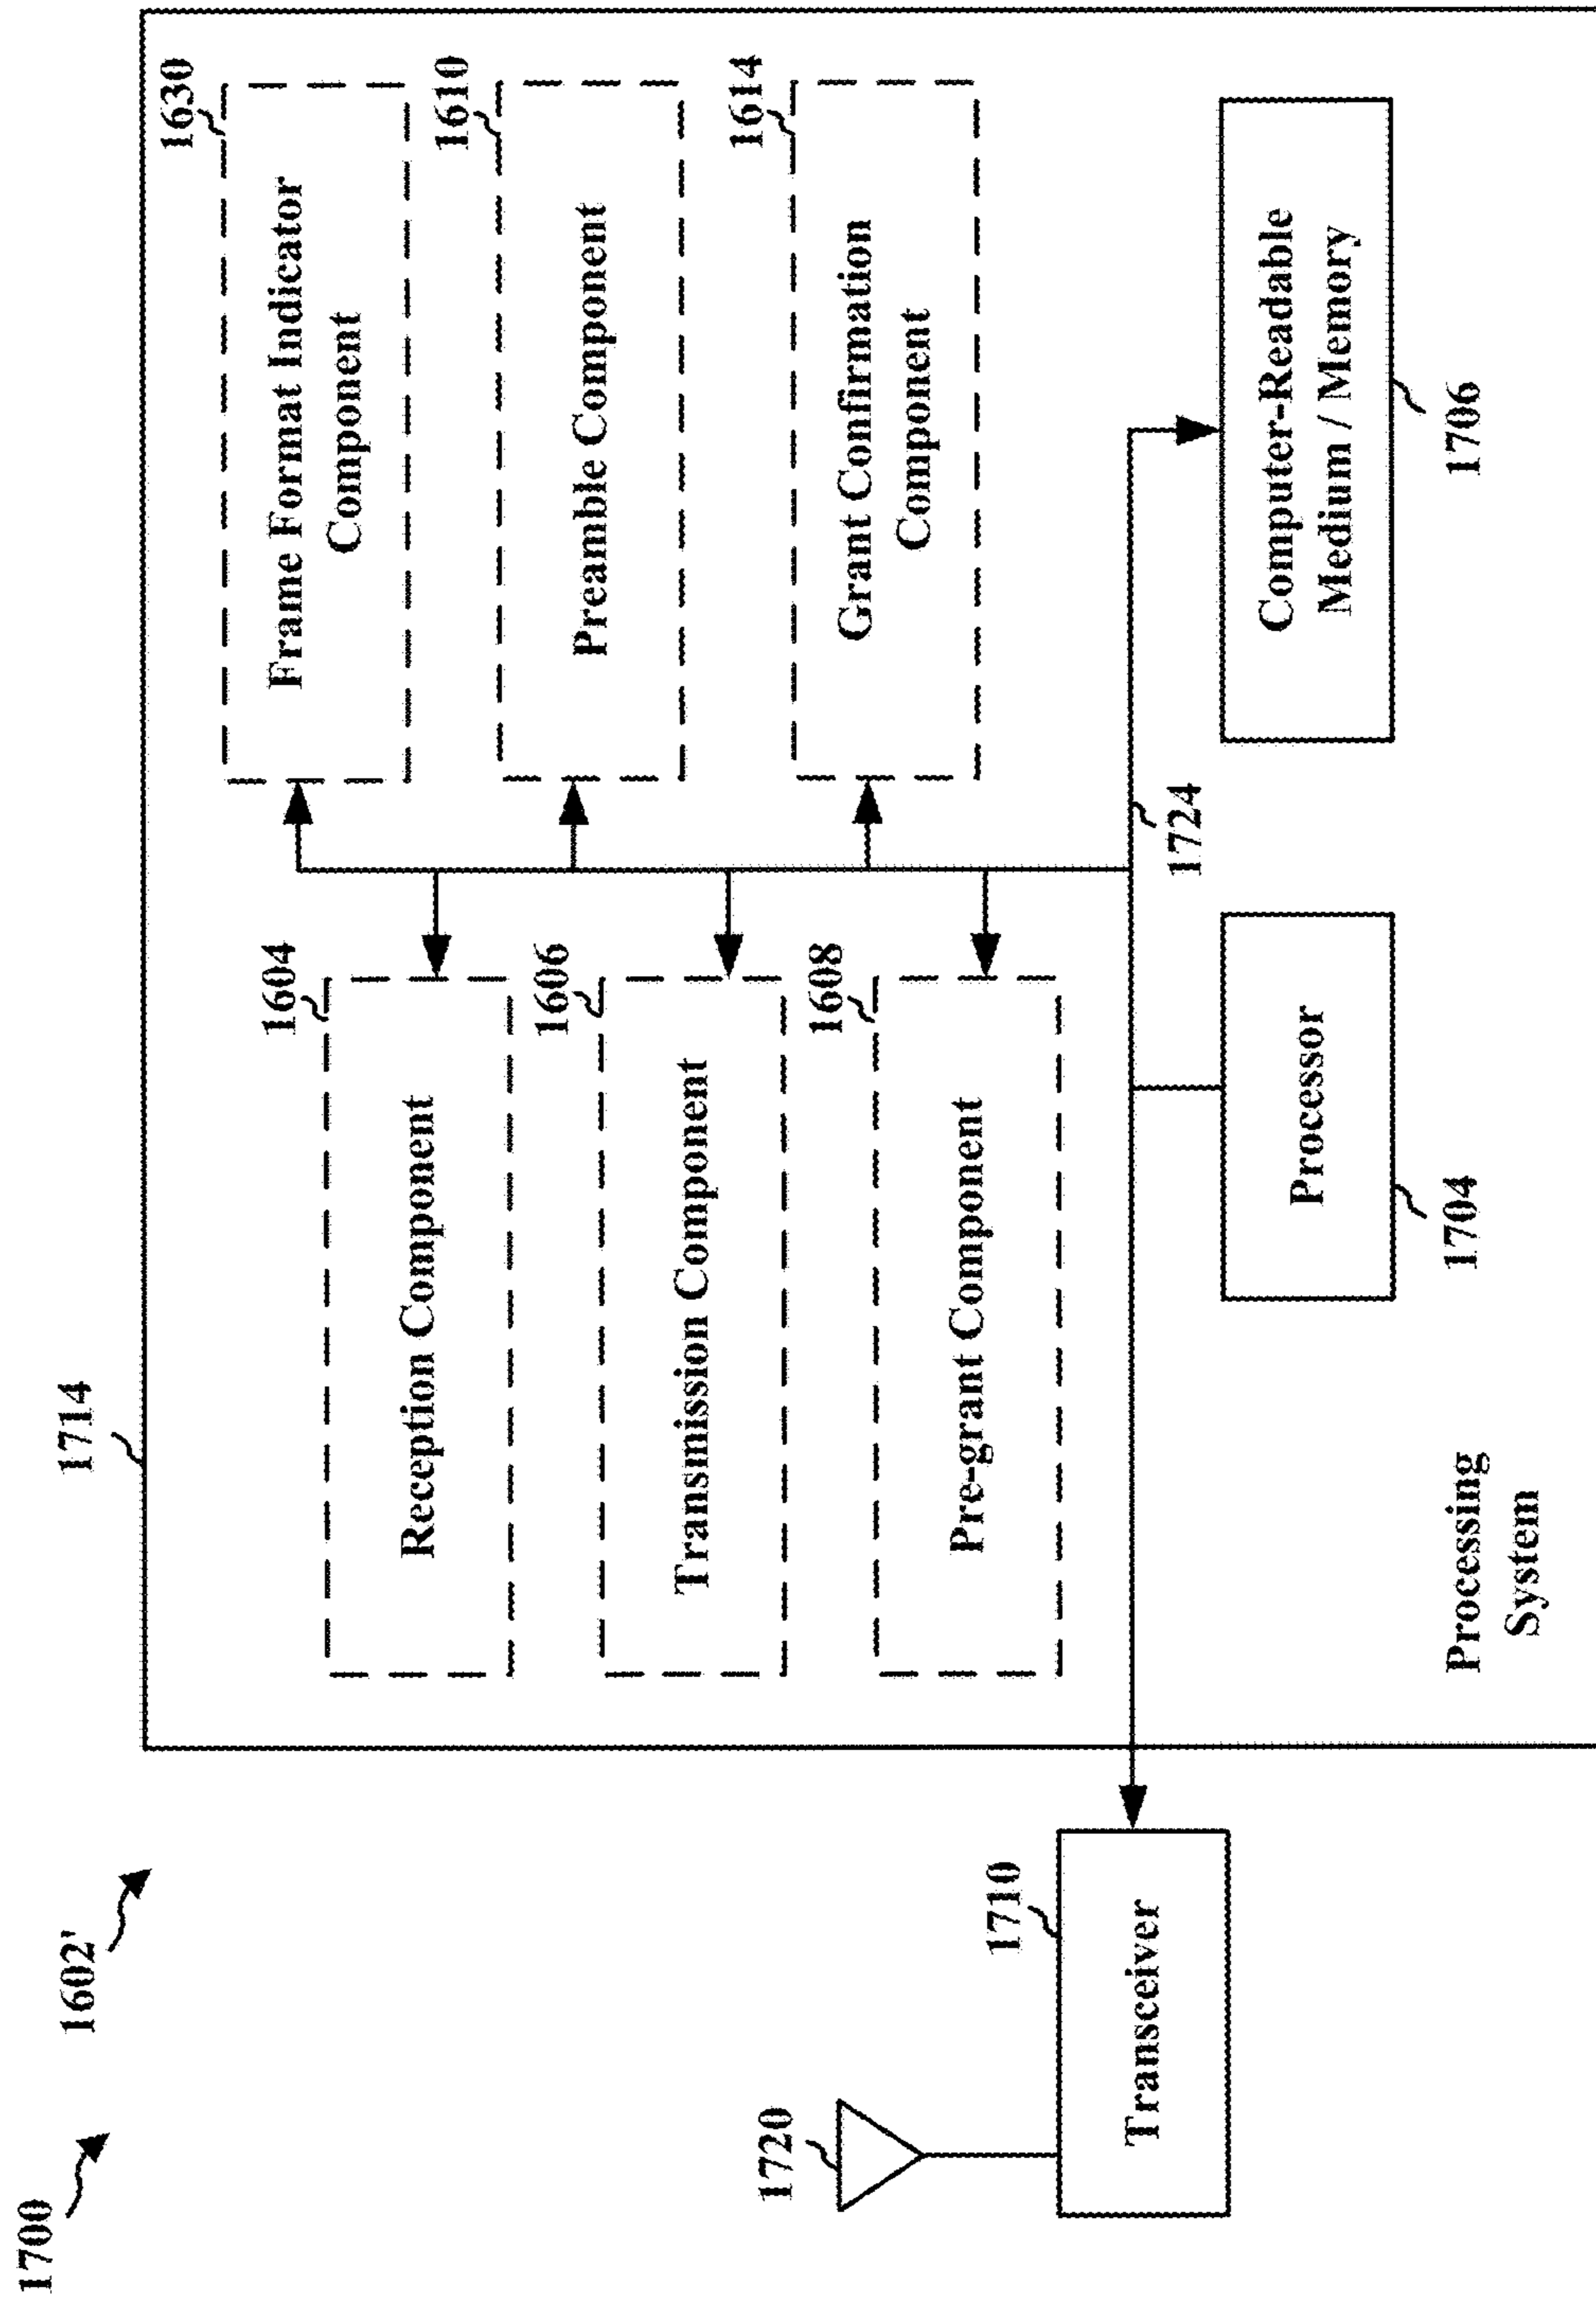 1700
1602'
1714
1604
Reception Component
1606
Transmission Component
1608
Pre-grant Component
1630
Frame Format Indicator
Component
1610
Preamble Component
1614
Grant Confirmation
Component
1720
1710
Transceiver
1724
Processor
1704
Computer-Readable
Medium / Memory
1706
Processing
System